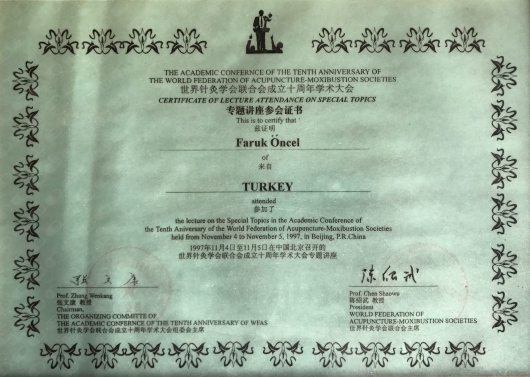 THE ACADEMIC CONFERNCE OF THE TENTH ANNIVERSARY OF
THE WORLD FEDERATION OF ACUPUNCTURE-MOXIBUSTION SOCIETIES
世界针灸学会联合会成立十周年学术大会
CERTIFICATE OF LECTURE ATTENDANCE ON SPECIAL TOPICS
专题讲座参会证书
This is to certify that
兹证明
Faruk Öncel
of
来自
TURKEY
attended
参加了
the lecture on the Special Topics in the Academic Conference of
the Tenth Anniversary of the World Federation of Acupuncture-Moxibustion Societies
held from November 4 to November 5, 1997, in Beijing, P.R.China
1997年11月4日至11月5日在中国北京召开的
世界针灸学会联合会成立十周年学术大会专题讲座
张文康
Prof. Zhang Wenkang
张文康 教授
Chairman,
THE ORGANIZING COMMITTE OF
THE ACADEMIC CONFERNCE OF THE TENTH ANNIVERSARY OF WFAS
世界针灸学会联合会成立十周年学术大会组委会主席
陈绍武
Prof. Chen Shaowu
陈绍武 教授
President
WORLD FEDERATION OF
ACUPUNCTURE-MOXIBUSTION SOCIETIES
世界针灸学会联合会主席